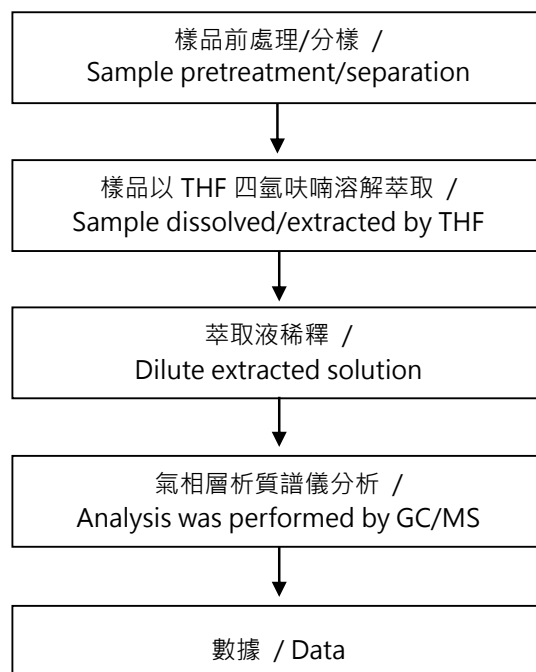 樣品前處理/分樣 /
Sample pretreatment/separation
樣品以 THF 四氫呋喃溶解萃取 /
Sample dissolved/extracted by THF
萃取液稀釋 /
Dilute extracted solution
氣相層析質譜儀分析 /
Analysis was performed by GC/MS
數據 / Data